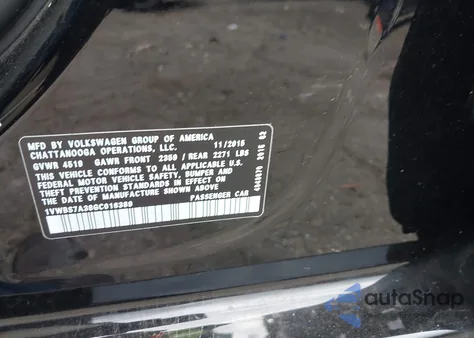 MFD BY VOLKSWAGEN GROUP OF AMERICA
CHATTANOOGA OPERATIONS, LLC. 11/2015
GVWR 4519 GAWR FRONT 2359 / REAR 2271 LBS
THIS VEHICLE CONFORMS TO ALL APPLICABLE U.S.
FEDERAL MOTOR VEHICLE SAFETY, BUMPER AND
THEFT PREVENTION STANDARDS IN EFFECT ON
THE DATE OF MANUFACTURE SHOWN ABOVE
PASSENGER CAR
2016
autoSnap